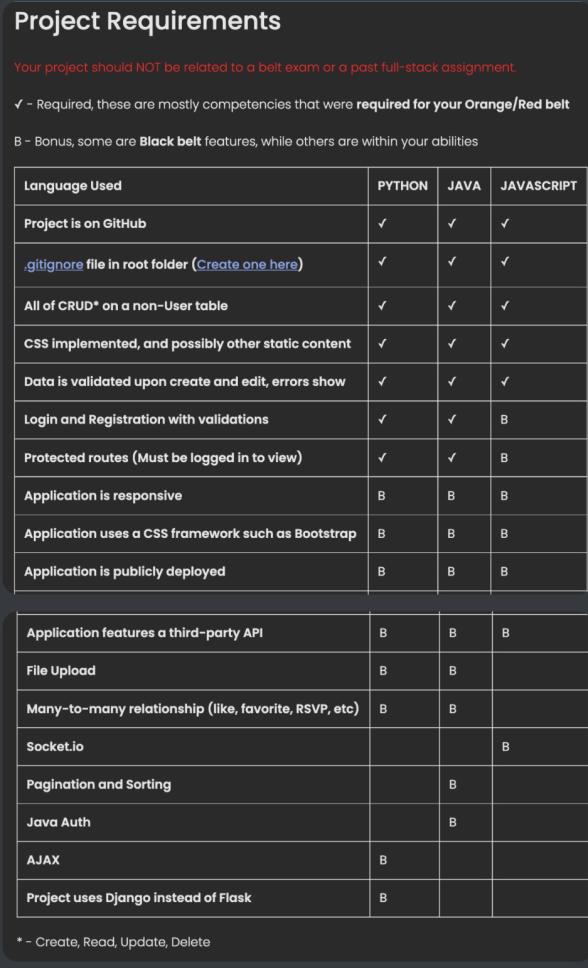 Project Requirements
Your project should NOT be related to a belt exam or a past full-stack assignment.
✓ - Required, these are mostly competencies that were required for your Orange/Red belt
B - Bonus, some are Black belt features, while others are within your abilities
Language Used PYTHON JAVA JAVASCRIPT
Project is on GitHub ✓ ✓ ✓
.gitignore file in root folder (Create one here) ✓ ✓ ✓
All of CRUD* on a non-User table ✓ ✓ ✓
CSS implemented, and possibly other static content ✓ ✓ ✓
Data is validated upon create and edit, errors show ✓ ✓ ✓
Login and Registration with validations ✓ ✓ B
Protected routes (Must be logged in to view) ✓ ✓ B
Application is responsive B B B
Application uses a CSS framework such as Bootstrap B B B
Application is publicly deployed B B B
Application features a third-party API B B B
File Upload B B
Many-to-many relationship (like, favorite, RSVP, etc) B B
Socket.io B
Pagination and Sorting B
Java Auth B
AJAX B
Project uses Django instead of Flask B
* - Create, Read, Update, Delete